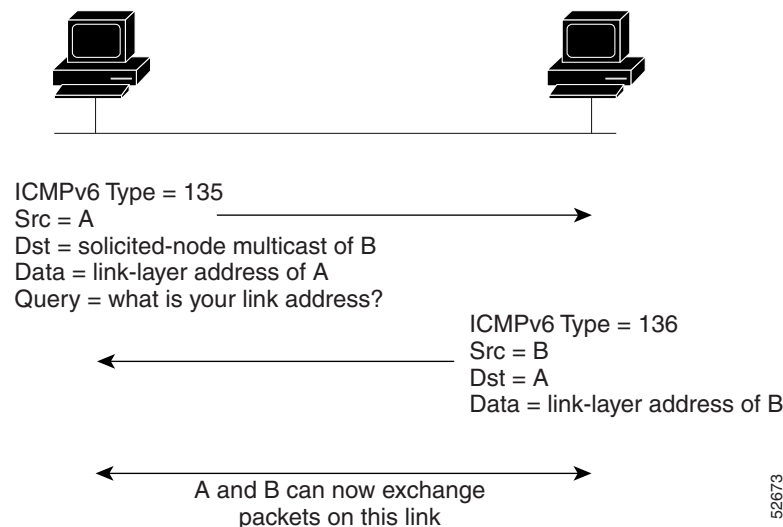 ICMPv6 Type = 135
Src = A
Dst = solicited-node multicast of B
Data = link-layer address of A
Query = what is your link address?
ICMPv6 Type = 136
Src = B
Dst = A
Data = link-layer address of B
A and B can now exchange
packets on this link
52673